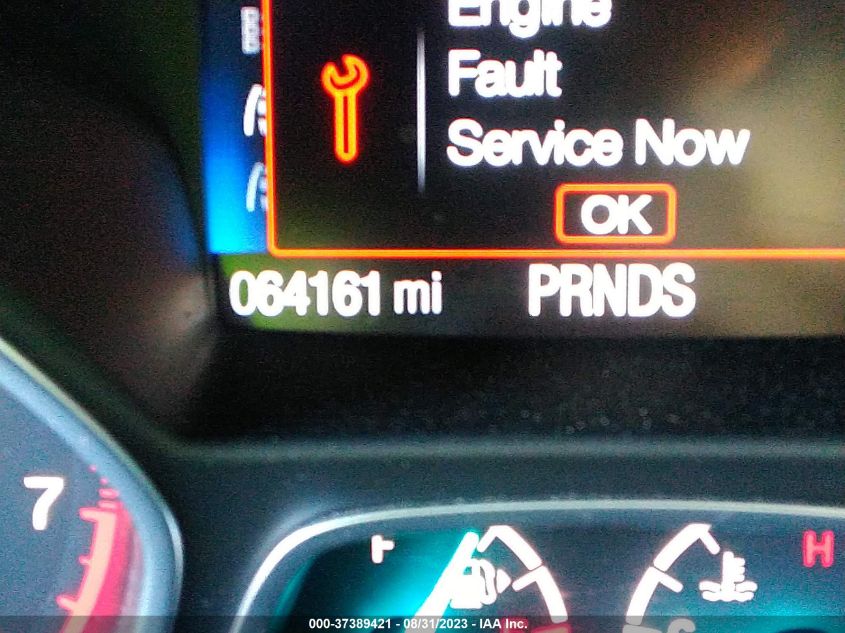 Engine
Fault
Service Now
OK
064161 mi
PRNDS
7
H
000-37389421 - 08/31/2023 - IAA Inc.